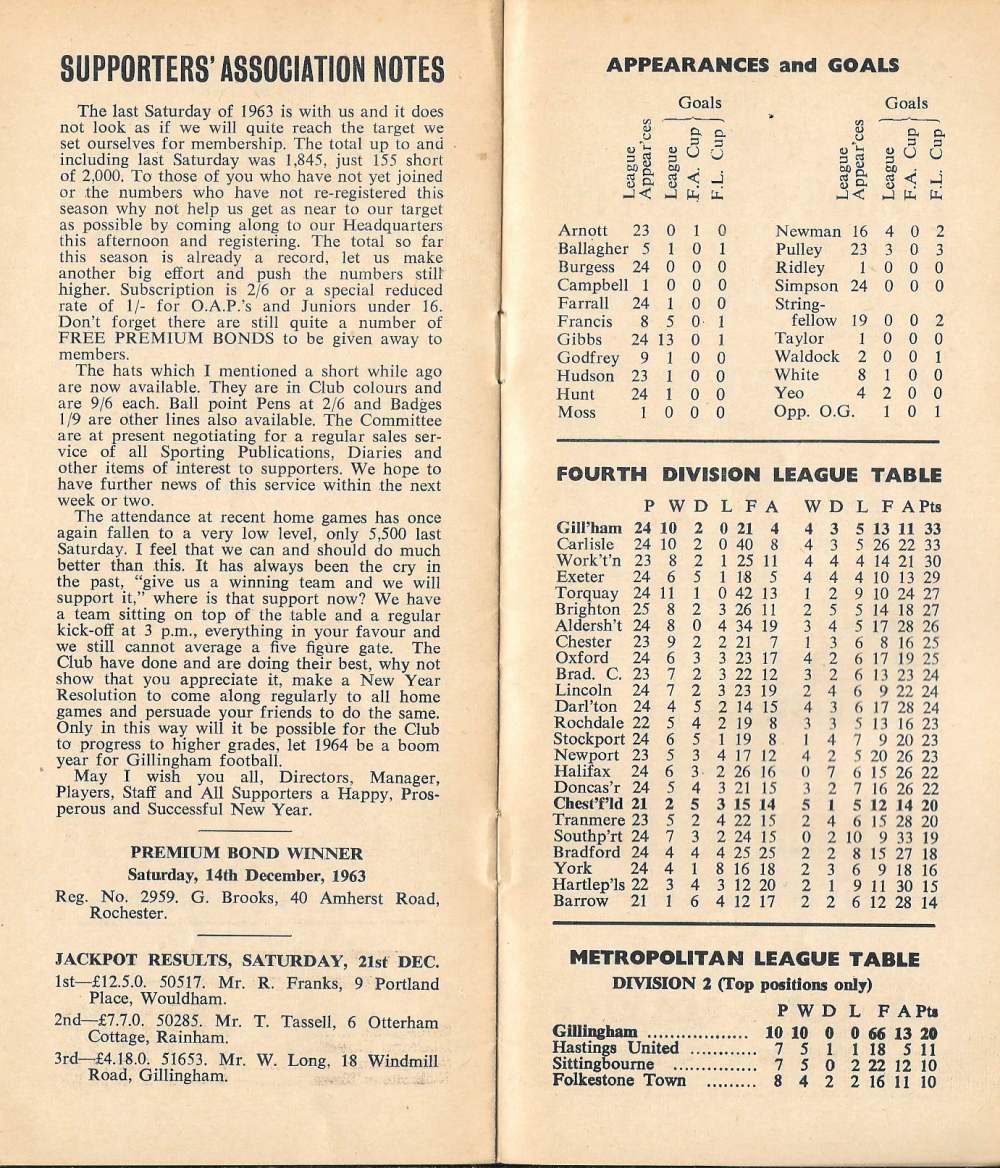 SUPPORTERS' ASSOCIATION NOTES
The last Saturday of 1963 is with us and it does
not look as if we will quite reach the target we
set ourselves for membership. The total up to and
including last Saturday was 1,845, just 155 short
of 2,000. To those of you who have not yet joined
or the numbers who have not re-registered this
season why not help us get as near to our target
as possible by coming along to our Headquarters
this afternoon and registering. The total so far
this season is already a record, let us make
another big effort and push the numbers still
higher. Subscription is 2/6 or a special reduced
rate of 1/- for O.A.P.'s and Juniors under 16.
Don't forget there are still quite a number of
FREE PREMIUM BONDS to be given away to
members.
The hats which I mentioned a short while ago
are now available. They are in Club colours and
are 9/6 each. Ball point Pens at 2/6 and Badges
1/9 are other lines also available. The Committee
are at present negotiating for a regular sales ser-
vice of all Sporting Publications, Diaries and
other items of interest to supporters. We hope to
have further news of this service within the next
week or two.
The attendance at recent home games has once
again fallen to a very low level, only 5,500 last
Saturday. I feel that we can and should do much
better than this. It has always been the cry in
the past, "give us a winning team and we will
support it," where is that support now? We have
a team sitting on top of the table and a regular
kick-off at 3 p.m., everything in your favour and
we still cannot average a five figure gate. The
Club have done and are doing their best, why not
show that you appreciate it, make a New Year
Resolution to come along regularly to all home
games and persuade your friends to do the same.
Only in this way will it be possible for the Club
to progress to higher grades, let 1964 be a boom
year for Gillingham football.
May I wish you all, Directors, Manager,
Players, Staff and All Supporters a Happy, Pros-
perous and Successful New Year.
PREMIUM BOND WINNER
Saturday, 14th December, 1963
Reg. No. 2959. G. Brooks, 40 Amherst Road,
Rochester.
JACKPOT RESULTS, SATURDAY, 21st DEC.
1st—£12.5.0. 50517. Mr. R. Franks, 9 Portland
Place, Wouldham.
2nd—£7.7.0. 50285. Mr. T. Tassell, 6 Otterham
Cottage, Rainham.
3rd—£4.18.0. 51653. Mr. W. Long, 18 Windmill
Road, Gillingham.
APPEARANCES and GOALS
Goals
League Appear'ces
League
F.A. Cup
F.L. Cup
Arnott 23 0 1 0
Ballagher 5 1 0 1
Burgess 24 0 0 0
Campbell 1 0 0 0
Farrall 24 1 0 0
Francis 8 5 0 1
Gibbs 24 13 0 1
Godfrey 9 1 0 0
Hudson 23 1 0 0
Hunt 24 1 0 0
Moss 1 0 0 0
Goals
League Appear'ces
League
F.A. Cup
F.L. Cup
Newman 16 4 0 2
Pulley 23 3 0 3
Ridley 1 0 0 0
Simpson 24 0 0 0
String-
fellow 19 0 0 2
Taylor 1 0 0 0
Waldock 2 0 0 1
White 8 1 0 0
Yeo 4 2 0 0
Opp. O.G. 1 0 1
FOURTH DIVISION LEAGUE TABLE
P W D L F A W D L F A Pts
Gill'ham 24 10 2 0 21 4 4 3 5 13 11 33
Carlisle 24 10 2 0 40 8 4 3 5 26 22 33
Work't'n 23 8 2 1 25 11 4 4 4 14 21 30
Exeter 24 6 5 1 18 5 4 4 4 10 13 29
Torquay 24 11 1 0 42 13 1 2 9 10 24 27
Brighton 25 8 2 3 26 11 2 5 5 14 18 27
Aldersh't 24 8 0 4 34 19 3 4 5 17 28 26
Chester 23 9 2 2 21 7 1 3 6 8 16 25
Oxford 24 6 3 3 23 17 4 2 6 17 19 25
Brad. C. 23 7 2 3 22 12 3 2 6 13 23 24
Lincoln 24 7 2 3 23 19 2 4 6 9 22 24
Darl'ton 24 4 5 2 14 15 4 3 6 17 28 24
Rochdale 22 5 4 2 19 8 3 3 5 13 16 23
Stockport 24 6 5 1 19 8 1 4 7 9 20 23
Newport 23 5 3 4 17 12 4 2 5 20 26 23
Halifax 24 6 3 2 26 16 0 7 6 15 26 22
Doncas'r 24 5 4 3 21 15 3 2 7 16 26 22
Chest'f'ld 21 2 5 3 15 14 5 1 5 12 14 20
Tranmere 23 5 2 4 22 15 2 4 6 15 28 20
Southp'rt 24 7 3 2 24 15 0 2 10 9 33 19
Bradford 24 4 4 4 25 25 2 2 8 15 27 18
York 24 4 1 8 16 18 2 3 6 9 18 16
Hartlep'ls 22 3 4 3 12 20 2 1 9 11 30 15
Barrow 21 1 6 4 12 17 2 2 6 12 28 14
METROPOLITAN LEAGUE TABLE
DIVISION 2 (Top positions only)
P W D L F A Pts
Gillingham ............... 10 10 0 0 66 13 20
Hastings United ............ 7 5 1 1 18 5 11
Sittingbourne ............... 7 5 0 2 22 12 10
Folkestone Town ......... 8 4 2 2 16 11 10